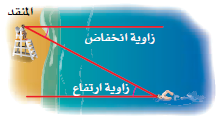 المنقذ
زاوية انخفاض
زاوية ارتفاع